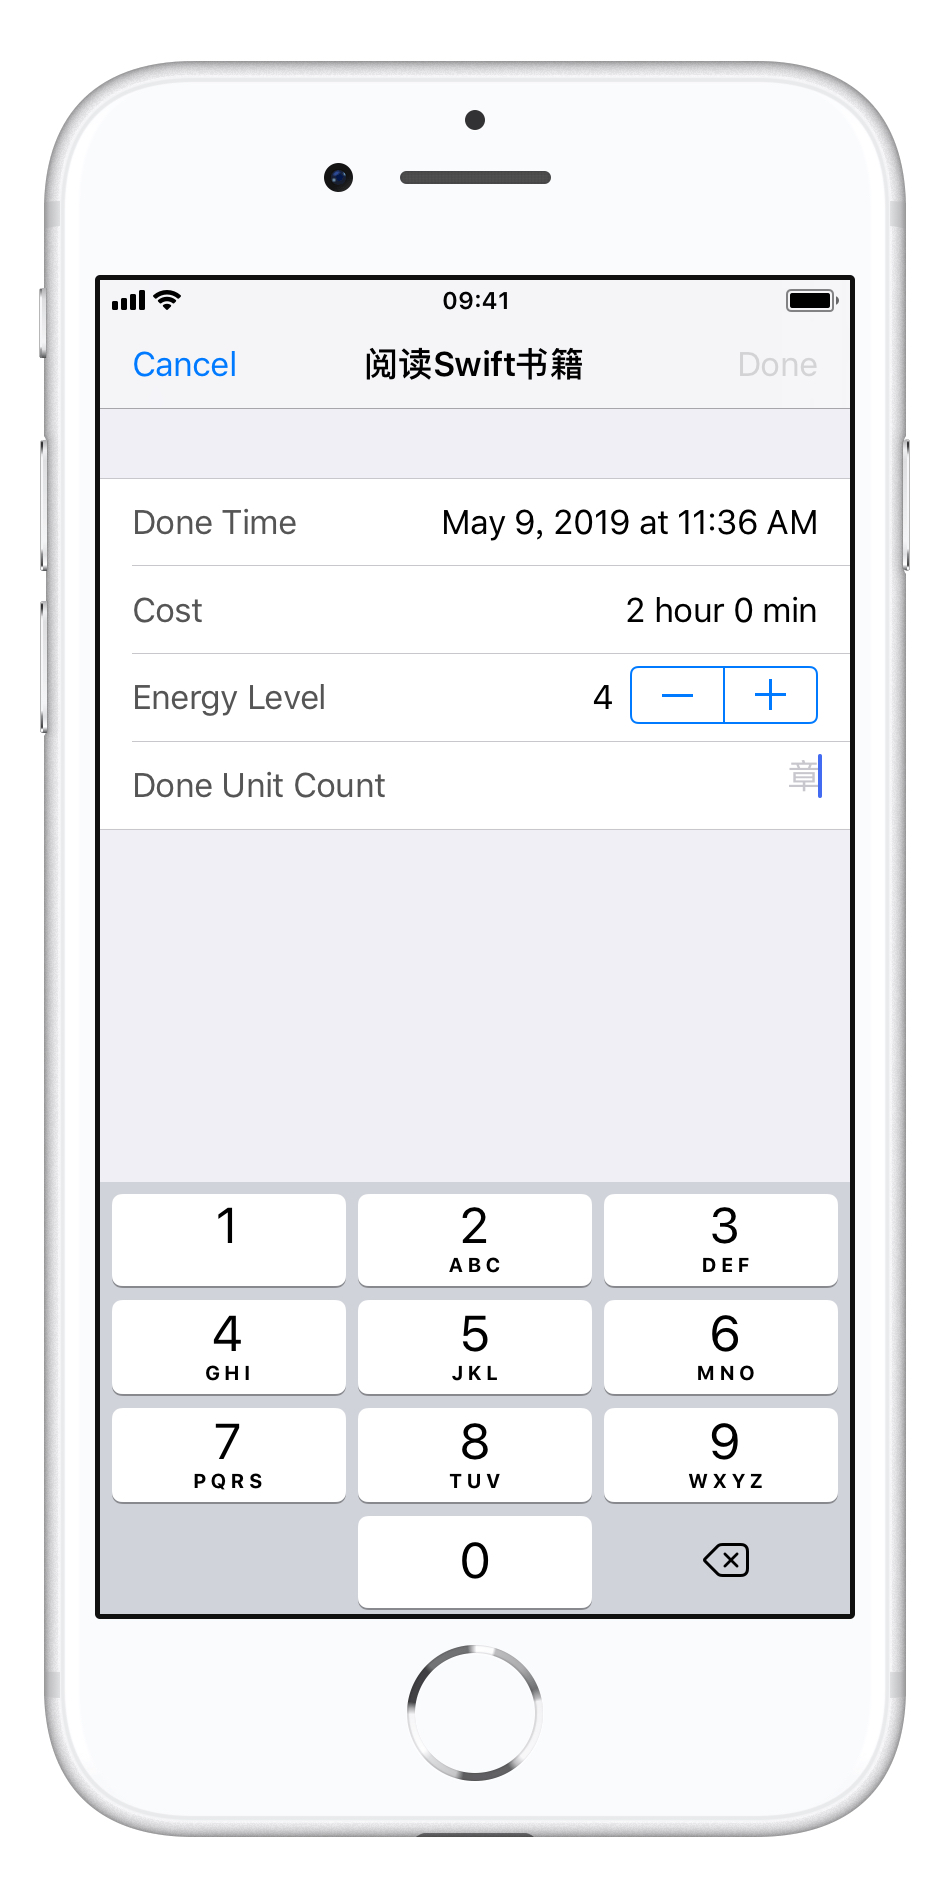 09:41
Cancel 阅读Swift书籍 Done
Done Time May 9, 2019 at 11:36 AM
Cost 2 hour 0 min
Energy Level 4 − +
Done Unit Count 章
1 2 3
ABC DEF
4 5 6
GHI JKL MNO
7 8 9
PQRS TUV WXYZ
0